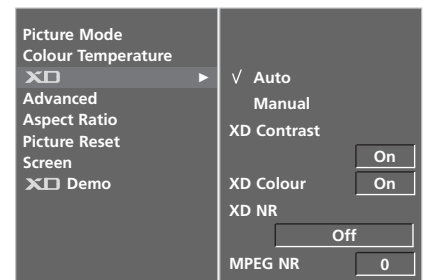 Picture Mode
Colour Temperature
XD ►
Advanced
Aspect Ratio
Picture Reset
Screen
XD Demo
√ Auto
Manual
XD Contrast
On
XD Colour On
XD NR
Off
MPEG NR 0